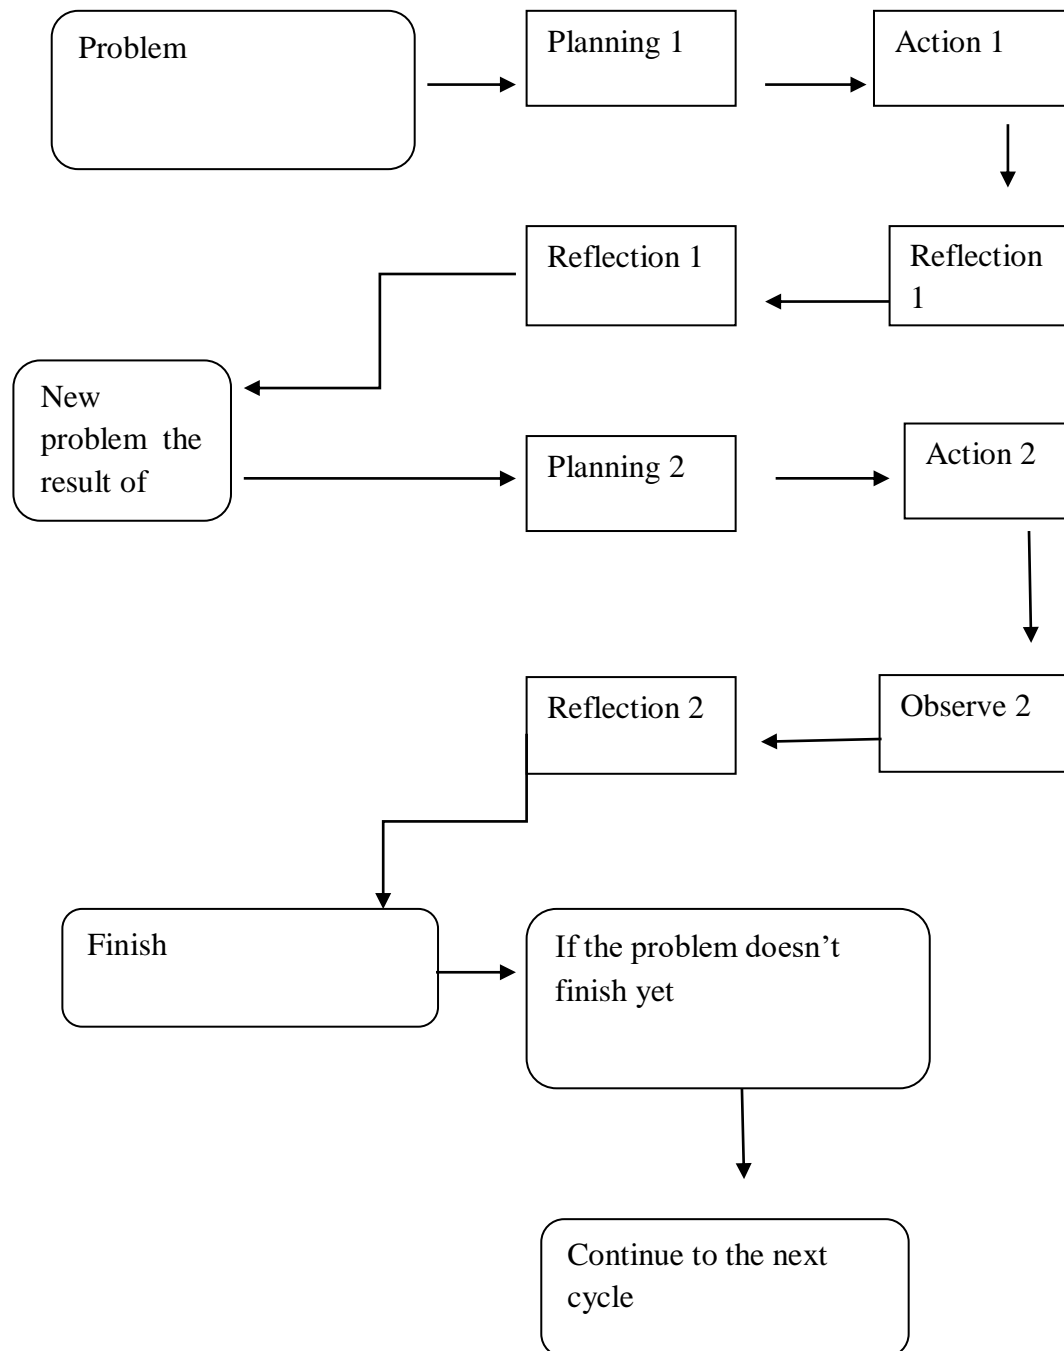 Problem
Planning 1
Action 1
Reflection 1
Reflection
1
New
problem the
result of
Planning 2
Action 2
Reflection 2
Observe 2
Finish
If the problem doesn’t
finish yet
Continue to the next
cycle